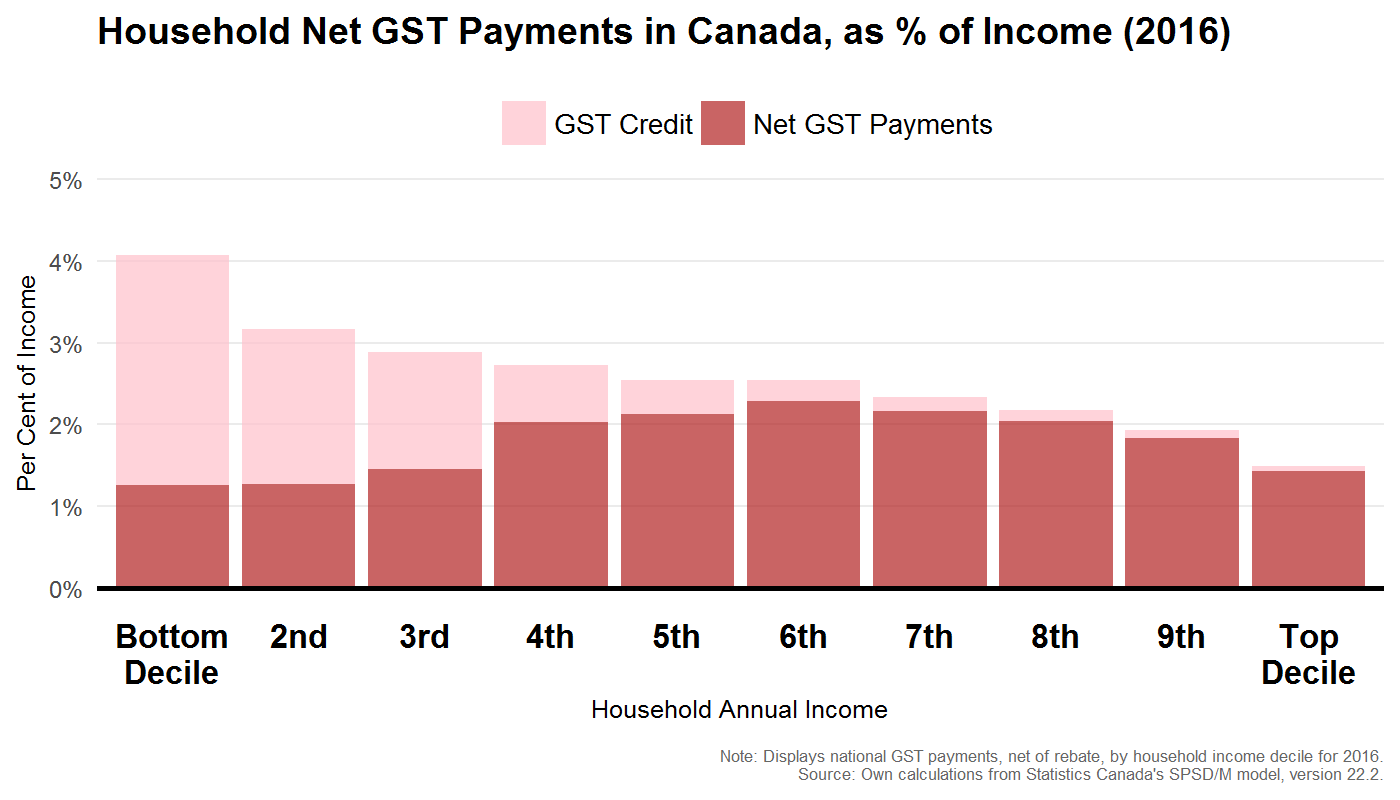 Household Net GST Payments in Canada, as % of Income (2016)
GST Credit Net GST Payments
5%
4%
3%
2%
1%
0%
Per Cent of Income
Bottom Decile
2nd
3rd
4th
5th
6th
7th
8th
9th
Top Decile
Household Annual Income
Note: Displays national GST payments, net of rebate, by household income decile for 2016.
Source: Own calculations from Statistics Canada's SPSD/M model, version 22.2.